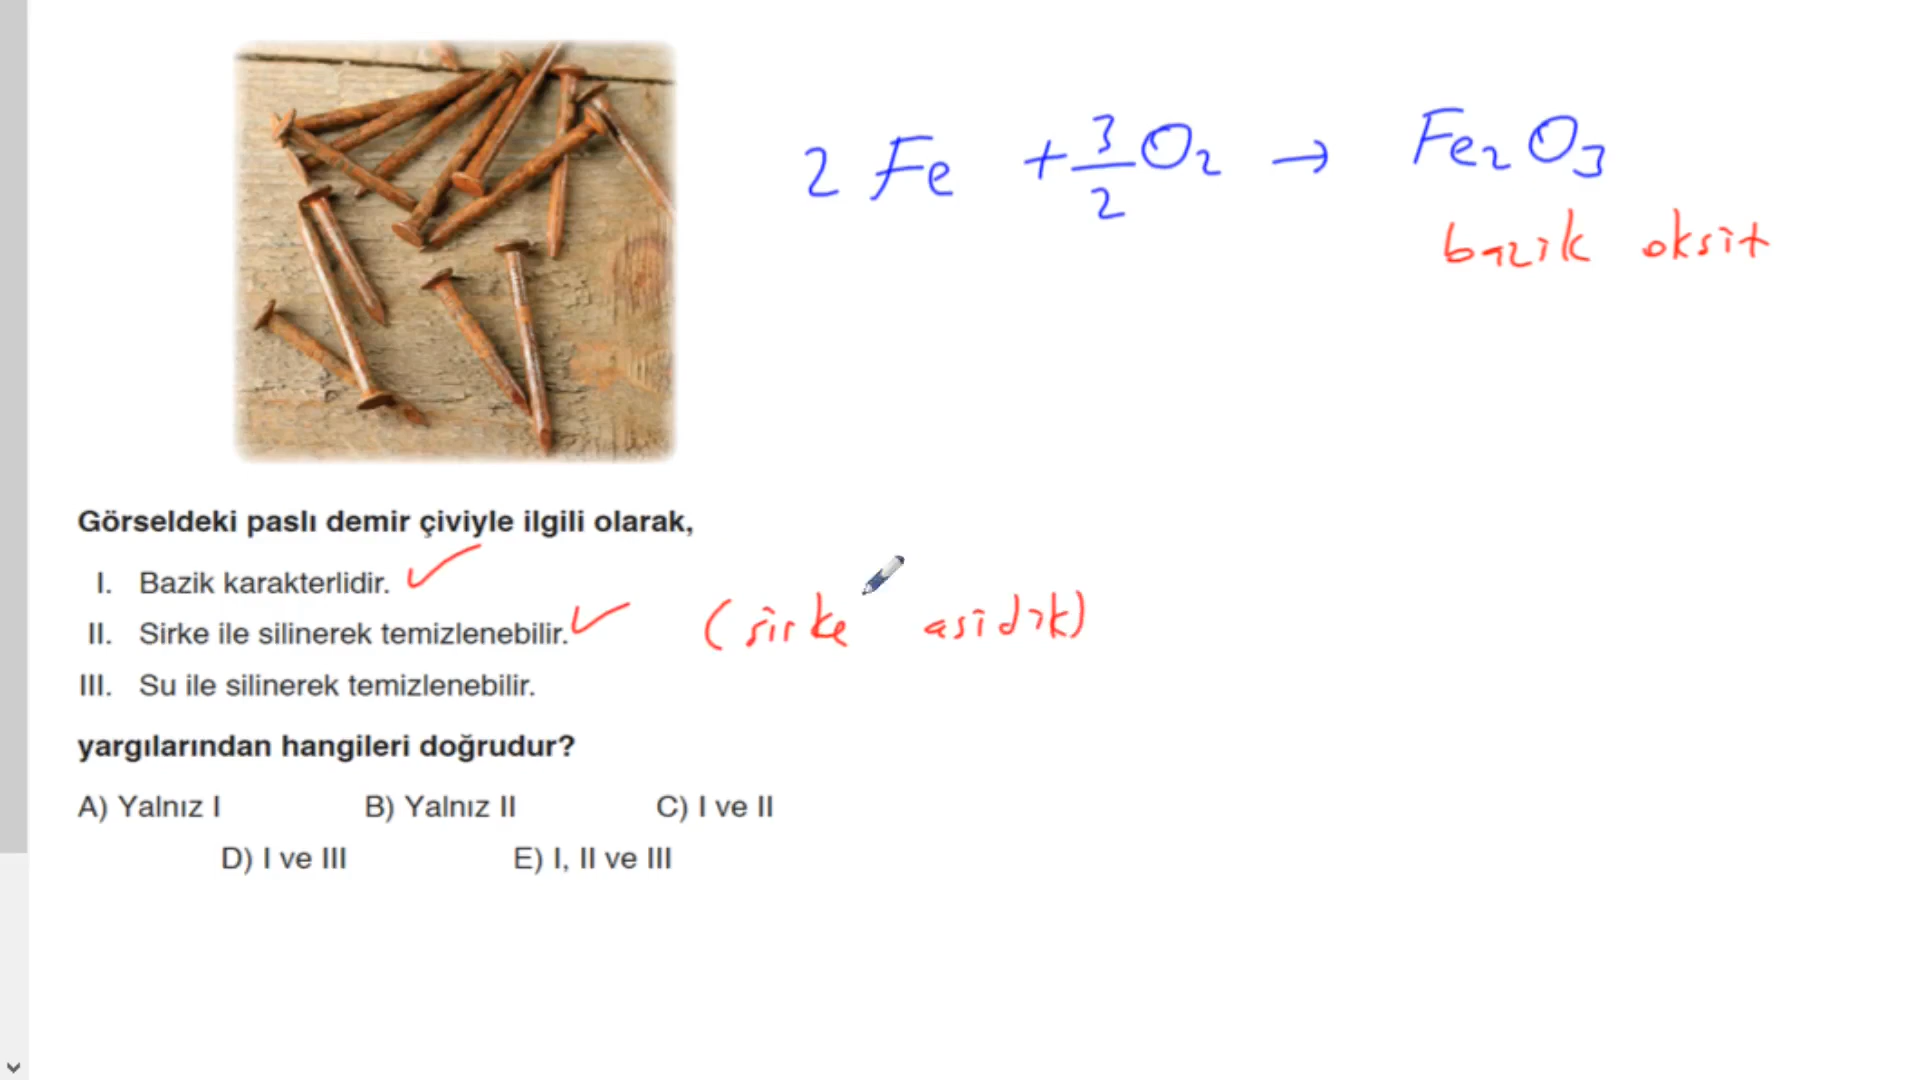 2 Fe + 3/2 O₂ → Fe₂O₃
bazik oksit
Görseldeki paslı demir çiviyle ilgili olarak,
I. Bazik karakterlidir. ✓
II. Sirke ile silinerek temizlenebilir. ✓ (sirke asidik)
III. Su ile silinerek temizlenebilir.
yargılarından hangileri doğrudur?
A) Yalnız I B) Yalnız II C) I ve II
D) I ve III E) I, II ve III